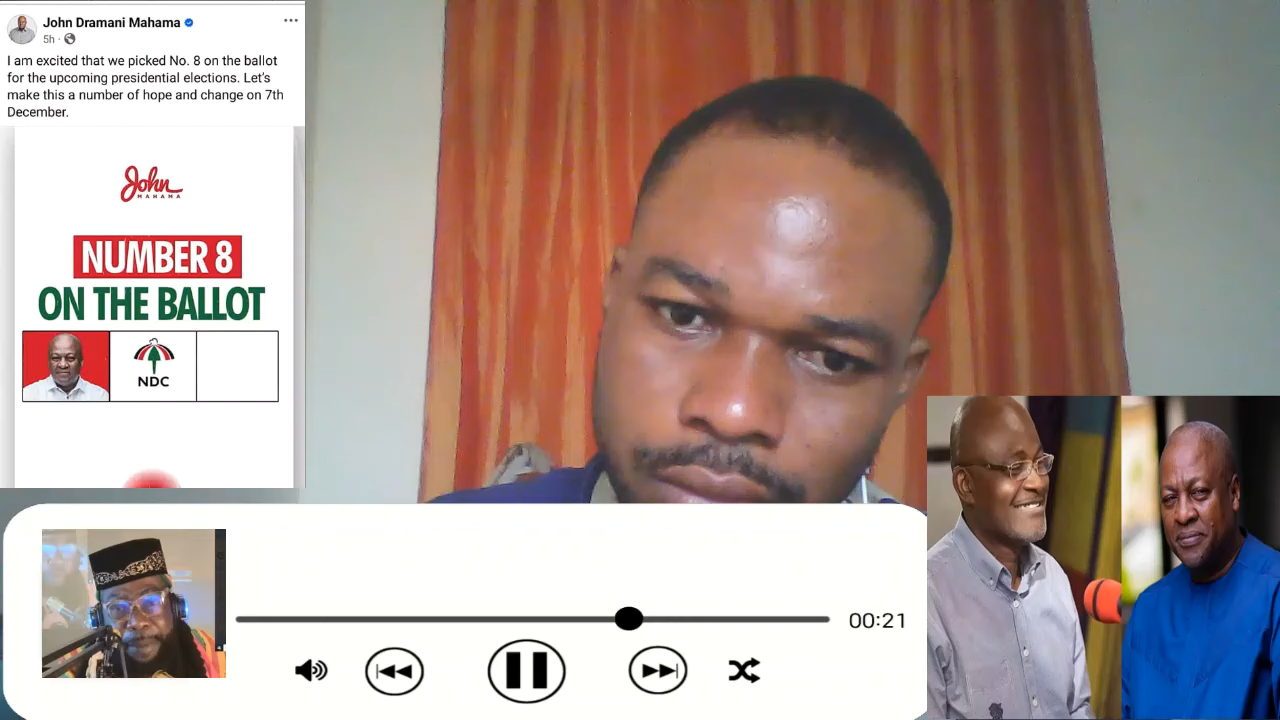 John Dramani Mahama
5h ·
I am excited that we picked No. 8 on the ballot
for the upcoming presidential elections. Let's
make this a number of hope and change on 7th
December.
John
MAHAMA
NUMBER 8
ON THE BALLOT
NDC
00:21